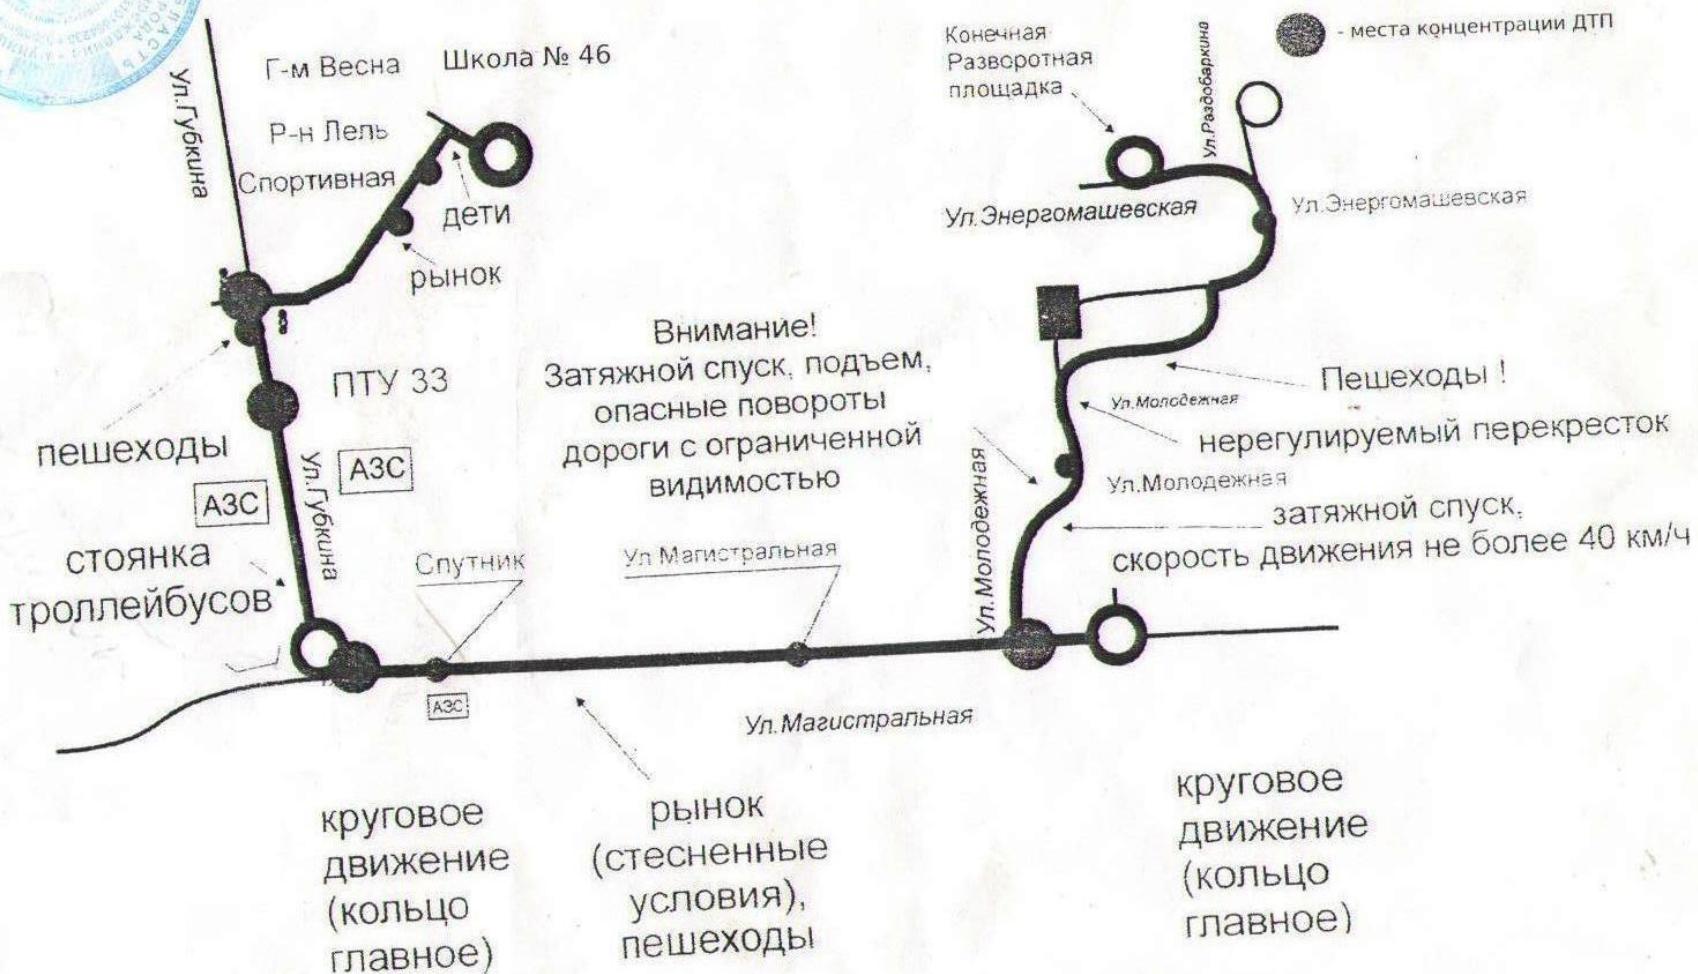 Ул.Губкина
Г-м Весна
Школа № 46
Р-н Лель
Спортивная
дети
рынок
ПТУ 33
пешеходы
АЗС
АЗС
Ул.Губкина
стоянка
троллейбусов
Внимание!
Затяжной спуск, подъем,
опасные повороты
дороги с ограниченной
видимостью
Спутник
Ул Магистральная
АЗС
Ул.Магистральная
круговое
движение
(кольцо
главное)
рынок
(стесненные
условия),
пешеходы
Конечная
Разворотная
площадка
Ул.Раздобаркина
- места концентрации ДТП
Ул.Энергомашевская
Ул.Энергомашевская
Пешеходы !
Ул.Молодежная
нерегулируемый перекресток
Ул.Молодежная
Ул.Молодежная
затяжной спуск,
скорость движения не более 40 км/ч
круговое
движение
(кольцо
главное)